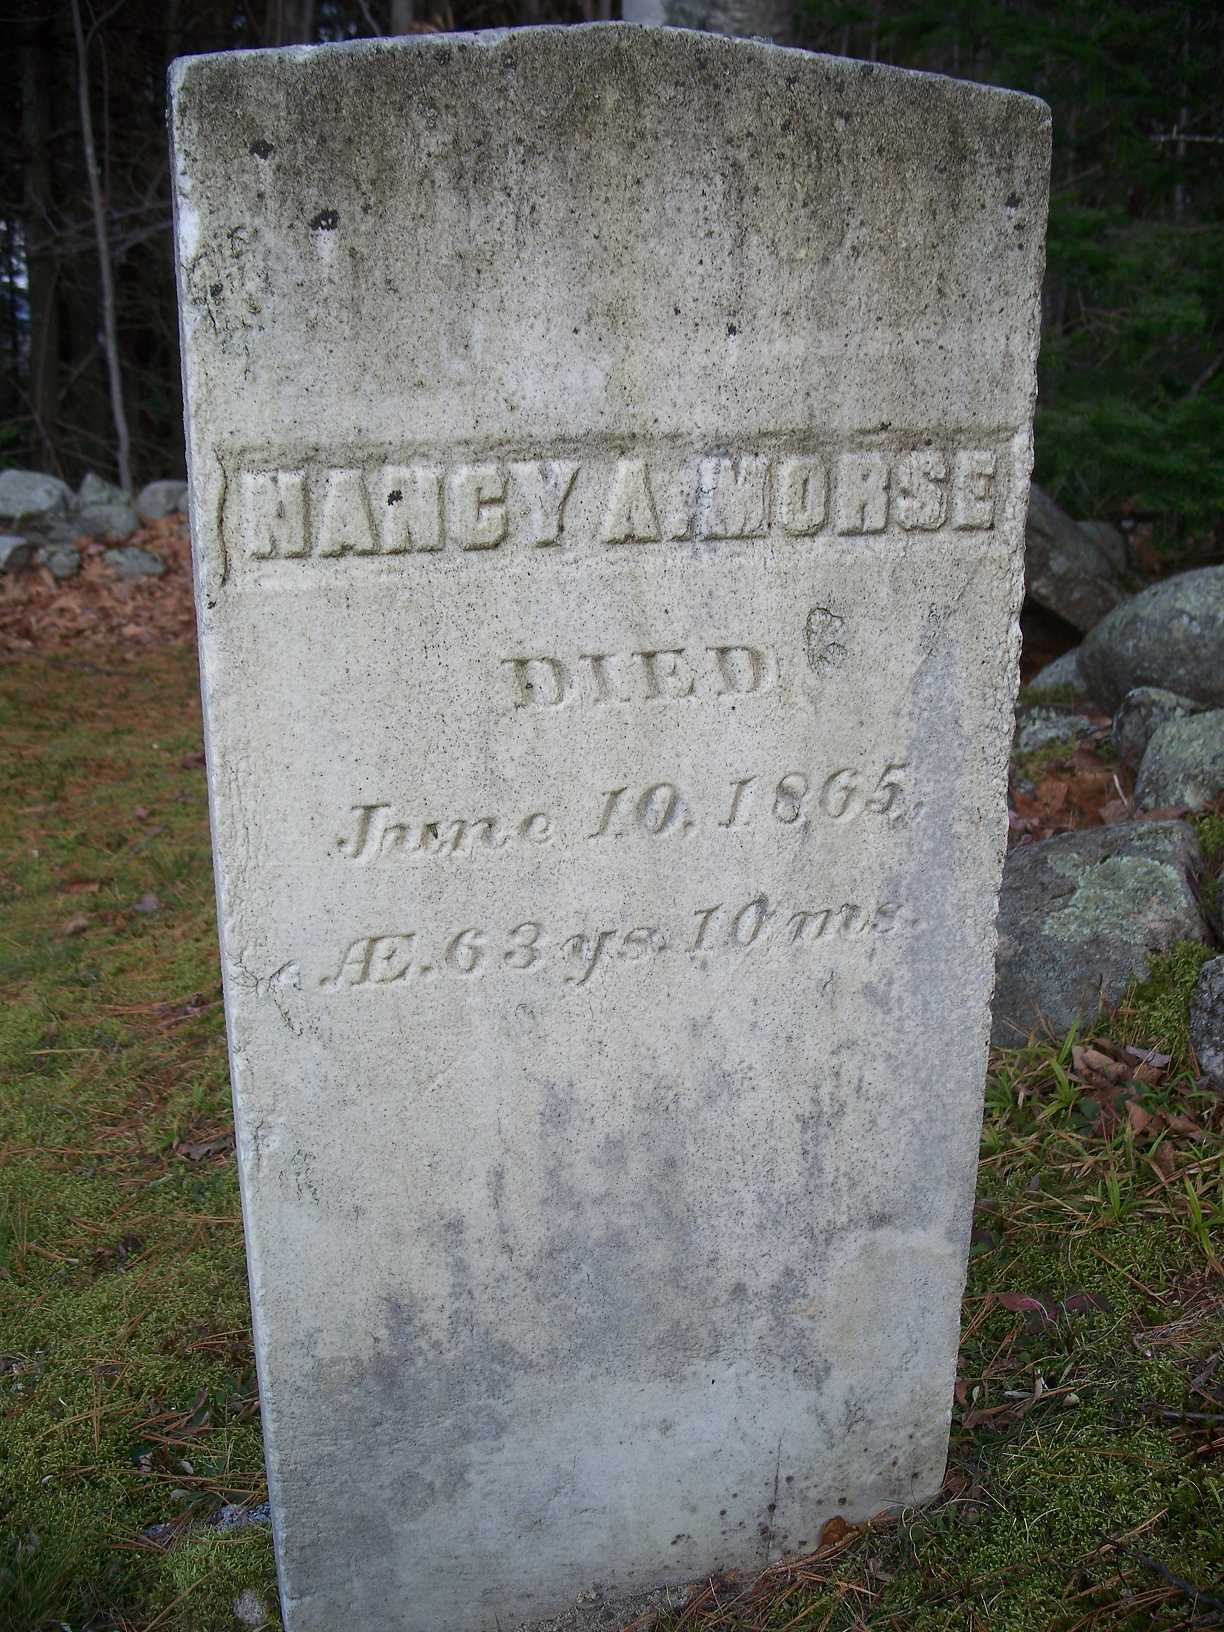 NANCY A. MORSE
DIED
June 10, 1865,
Æ. 63 ys. 10 ms.